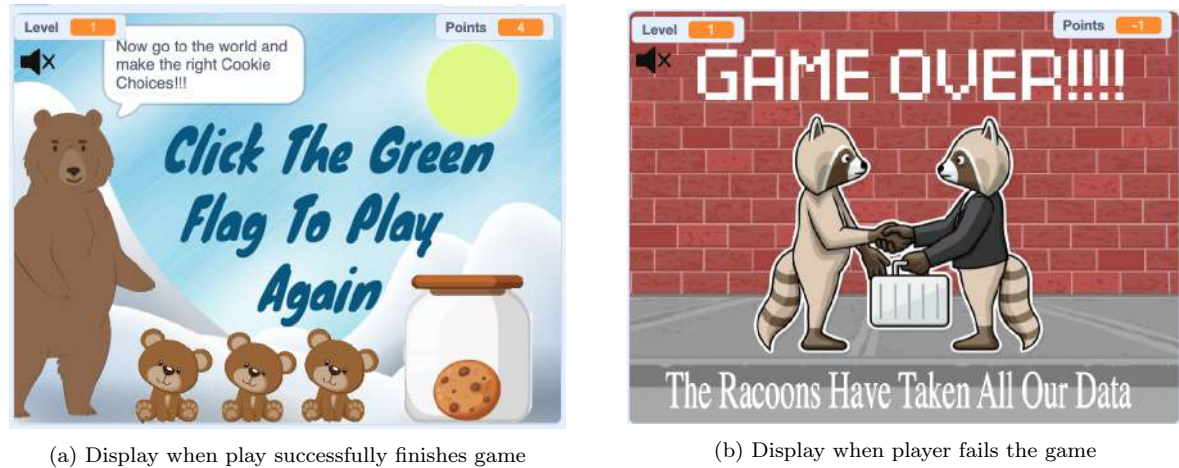 Level 1
Points 4
Now go to the world and
make the right Cookie
Choices!!!
Click The Green
Flag To Play
Again
(a) Display when play successfully finishes game
Level 1
Points -1
GAME OVER!!!!
The Racoons Have Taken All Our Data
(b) Display when player fails the game